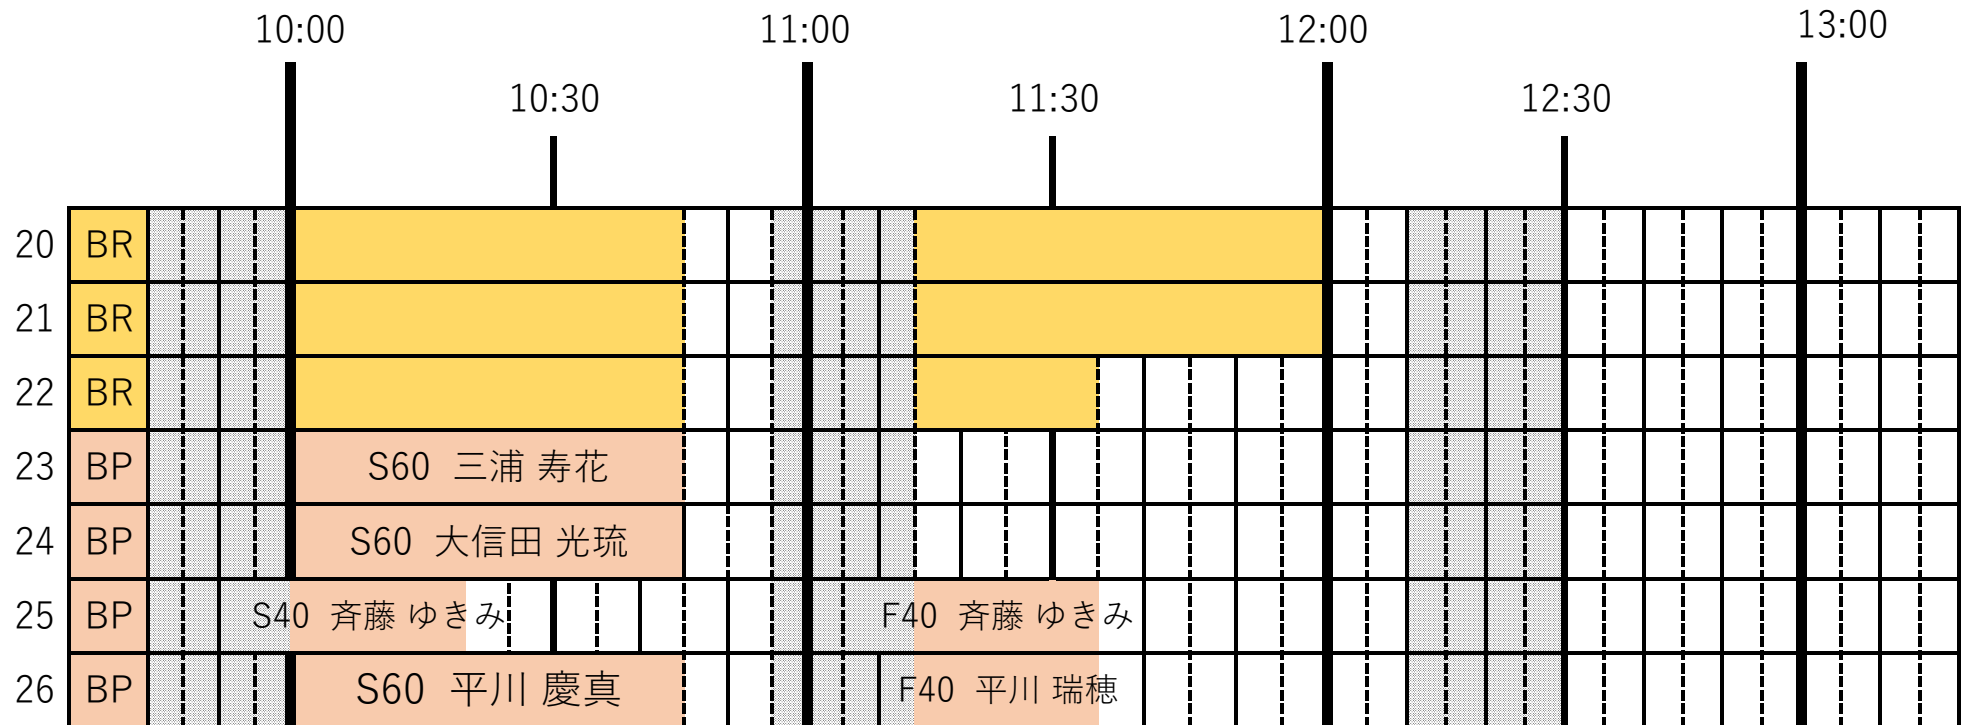 10:00 11:00 12:00 13:00
10:30 11:30 12:30
20 BR
21 BR
22 BR
23 BP S60 三浦 寿花
24 BP S60 大信田 光琉
25 BP S40 斉藤 ゆきみ F40 斉藤 ゆきみ
26 BP S60 平川 慶真 F40 平川 瑞穂